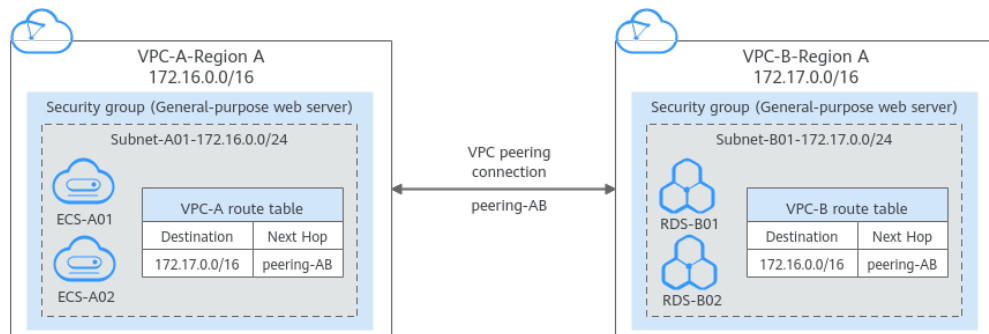 VPC-A-Region A
172.16.0.0/16
Security group (General-purpose web server)
Subnet-A01-172.16.0.0/24
ECS-A01
ECS-A02
VPC-A route table
Destination Next Hop
172.17.0.0/16 peering-AB
VPC peering
connection
peering-AB
VPC-B-Region A
172.17.0.0/16
Security group (General-purpose web server)
Subnet-B01-172.17.0.0/24
RDS-B01
RDS-B02
VPC-B route table
Destination Next Hop
172.16.0.0/16 peering-AB